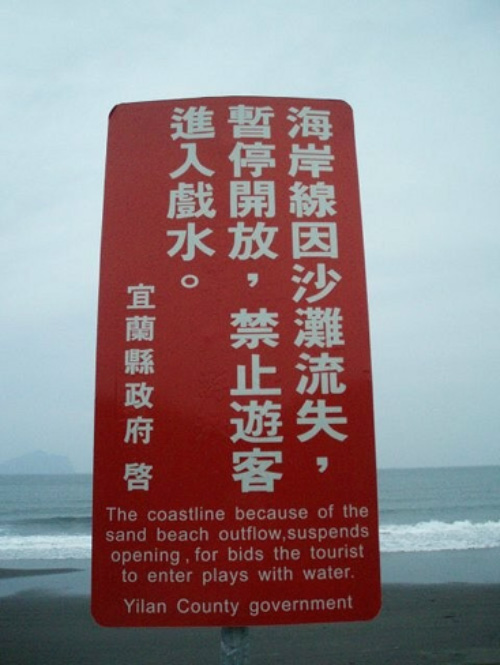 海岸線因沙灘流失，
暫停開放，禁止遊客
進入戲水。
宜蘭縣政府 啓
The coastline because of the
sand beach outflow,suspends
opening , for bids the tourist
to enter plays with water.
Yilan County government